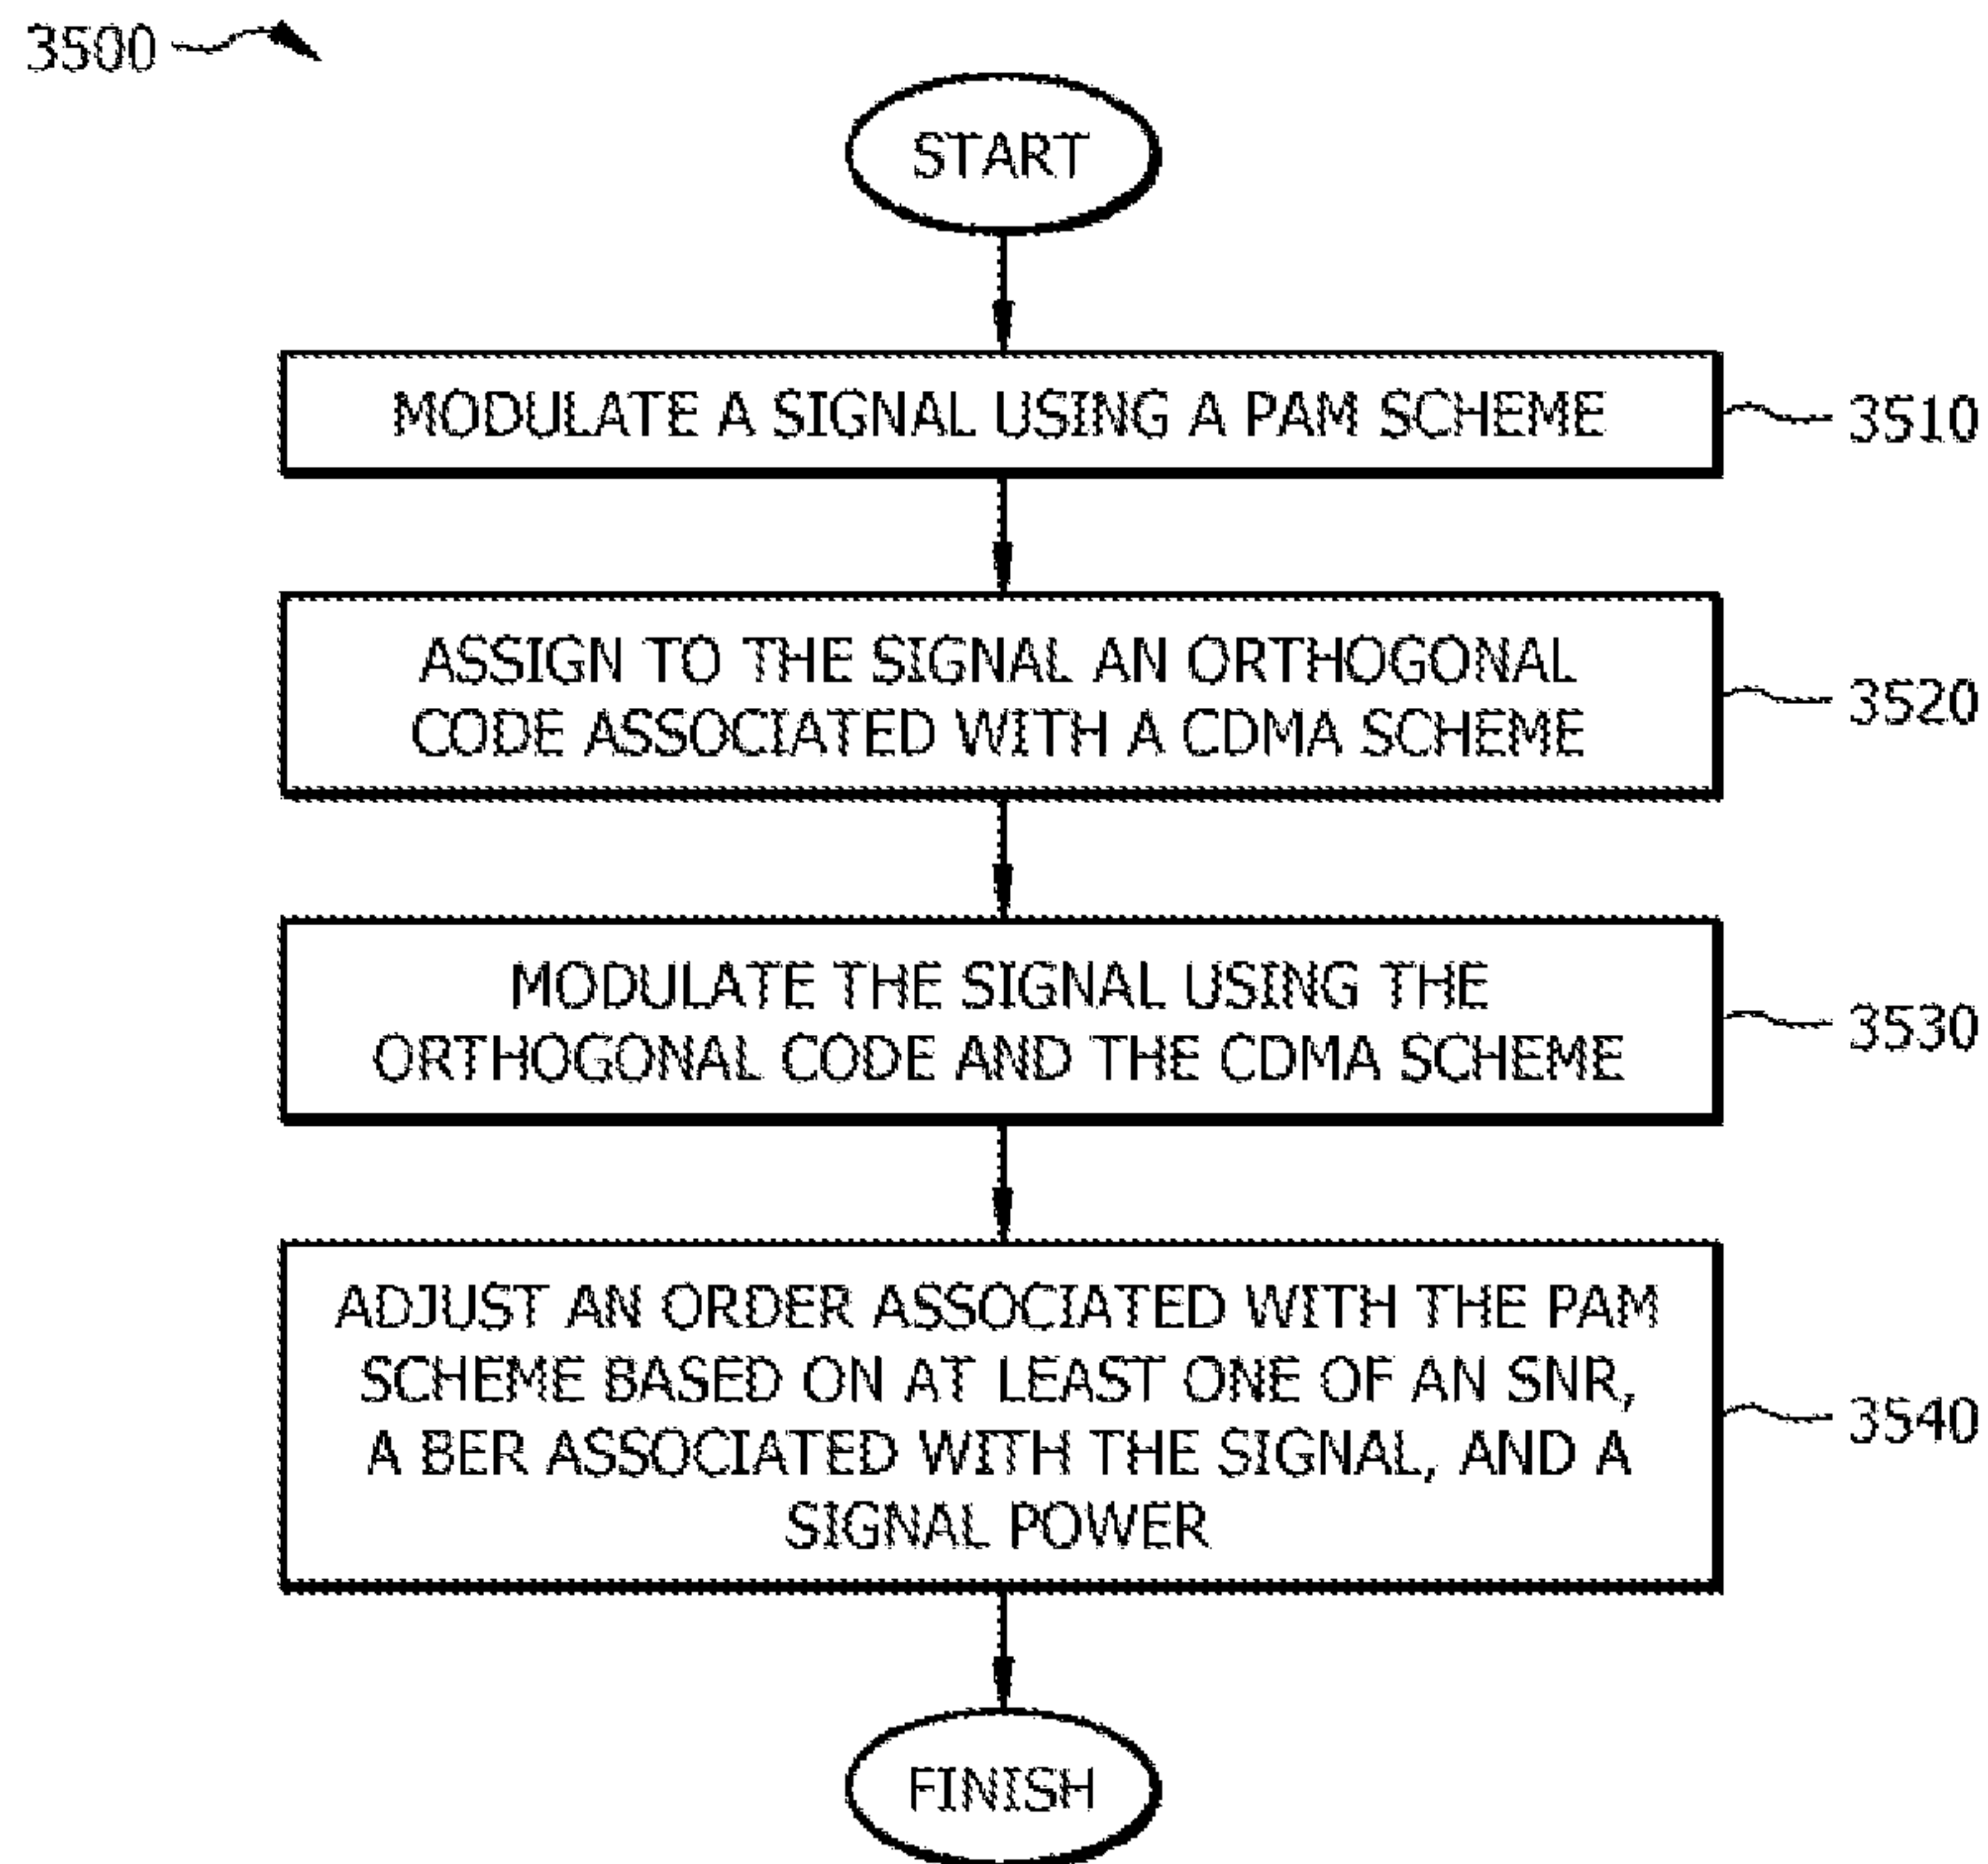 3500
START
MODULATE A SIGNAL USING A PAM SCHEME
3510
ASSIGN TO THE SIGNAL AN ORTHOGONAL
CODE ASSOCIATED WITH A CDMA SCHEME
3520
MODULATE THE SIGNAL USING THE
ORTHOGONAL CODE AND THE CDMA SCHEME
3530
ADJUST AN ORDER ASSOCIATED WITH THE PAM
SCHEME BASED ON AT LEAST ONE OF AN SNR,
A BER ASSOCIATED WITH THE SIGNAL, AND A
SIGNAL POWER
3540
FINISH